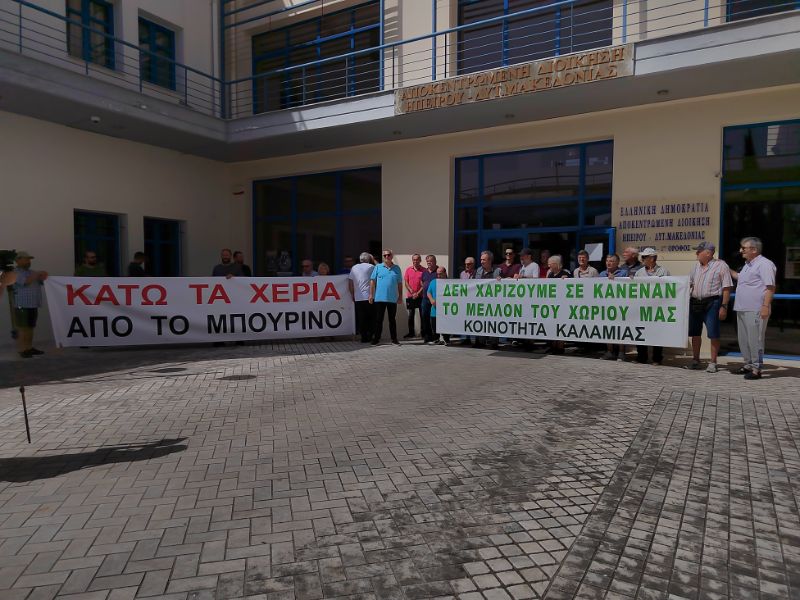 ΑΠΟΚΕΝΤΡΩΜΕΝΗ ΔΙΟΙΚΗΣΗ
ΗΠΕΙΡΟΥ - ΔΥΤ. ΜΑΚΕΔΟΝΙΑΣ
ΕΛΛΗΝΙΚΗ ΔΗΜΟΚΡΑΤΙΑ
ΑΠΟΚΕΝΤΡΩΜΕΝΗ ΔΙΟΙΚΗΣΗ
ΗΠΕΙΡΟΥ - ΔΥΤ. ΜΑΚΕΔΟΝΙΑΣ
ΟΡΟΦΟΣ
ΚΑΤΩ ΤΑ ΧΕΡΙΑ
ΑΠΟ ΤΟ ΜΠΟΥΡΙΝΟ
ΔΕΝ ΧΑΡΙΖΟΥΜΕ ΣΕ ΚΑΝΕΝΑΝ
ΤΟ ΜΕΛΛΟΝ ΤΟΥ ΧΩΡΙΟΥ ΜΑΣ
ΚΟΙΝΟΤΗΤΑ ΚΑΛΑΜΙΑΣ